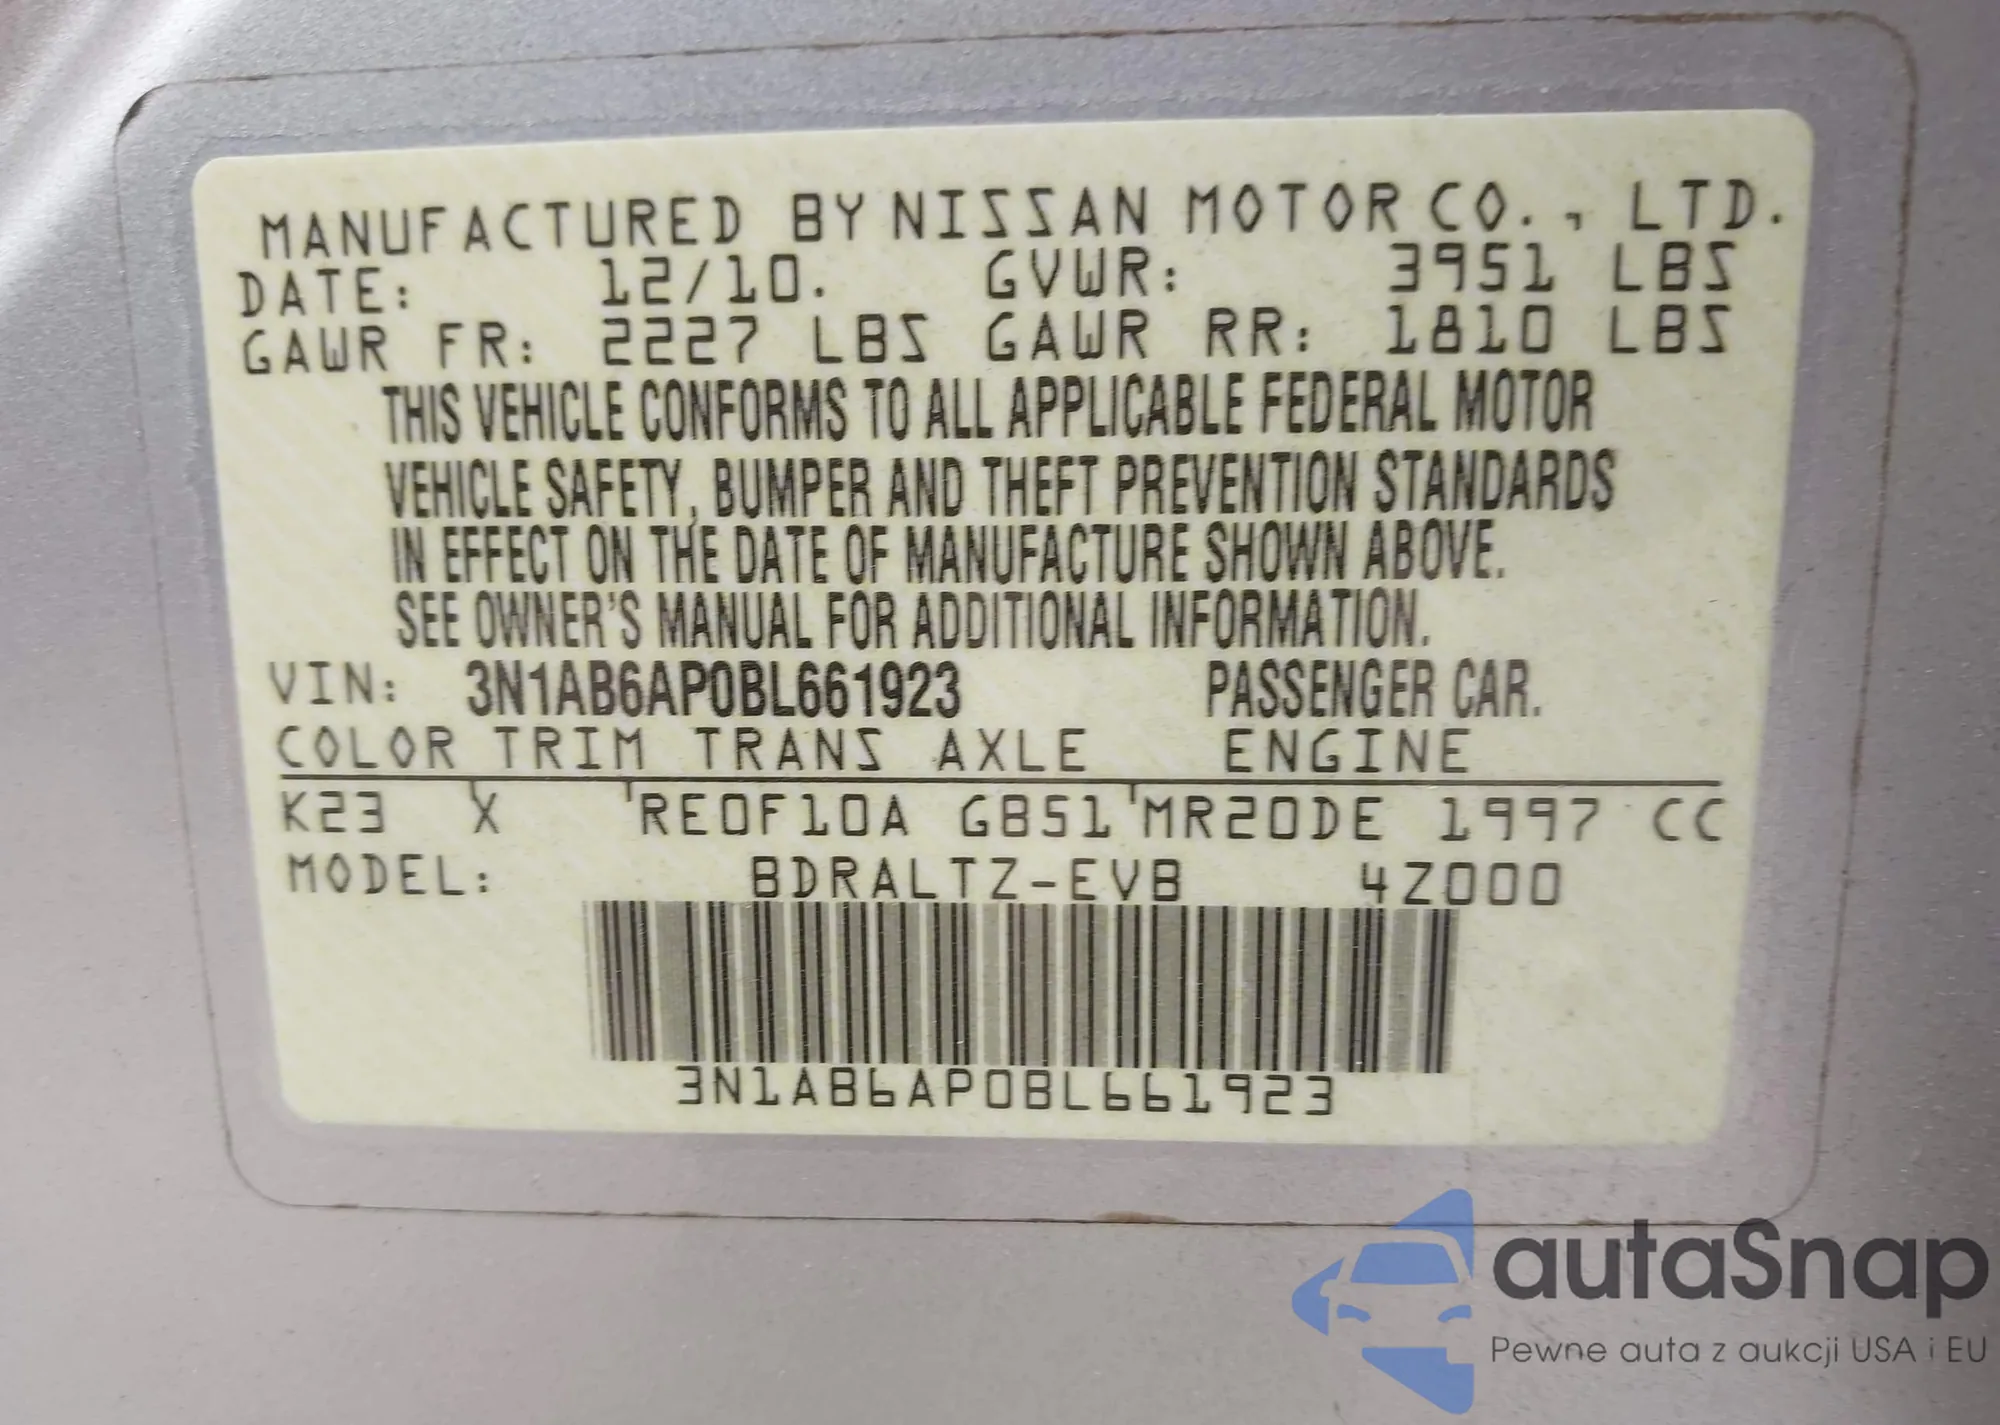 MANUFACTURED BY NISSAN MOTOR CO., LTD.
DATE: 12/10. GVWR: 3951 LBS
GAWR FR: 2227 LBS GAWR RR: 1810 LBS
THIS VEHICLE CONFORMS TO ALL APPLICABLE FEDERAL MOTOR
VEHICLE SAFETY, BUMPER AND THEFT PREVENTION STANDARDS
IN EFFECT ON THE DATE OF MANUFACTURE SHOWN ABOVE.
SEE OWNER'S MANUAL FOR ADDITIONAL INFORMATION.
VIN: 3N1AB6AP0BL661923 PASSENGER CAR.
COLOR TRIM TRANS AXLE ENGINE
K23 X RE0F10A GB51 MR20DE 1997 CC
MODEL: BDRALTZ-EVB 4Z000
3N1AB6AP0BL661923
autaSnap
Pewne auta z aukcji USA i EU